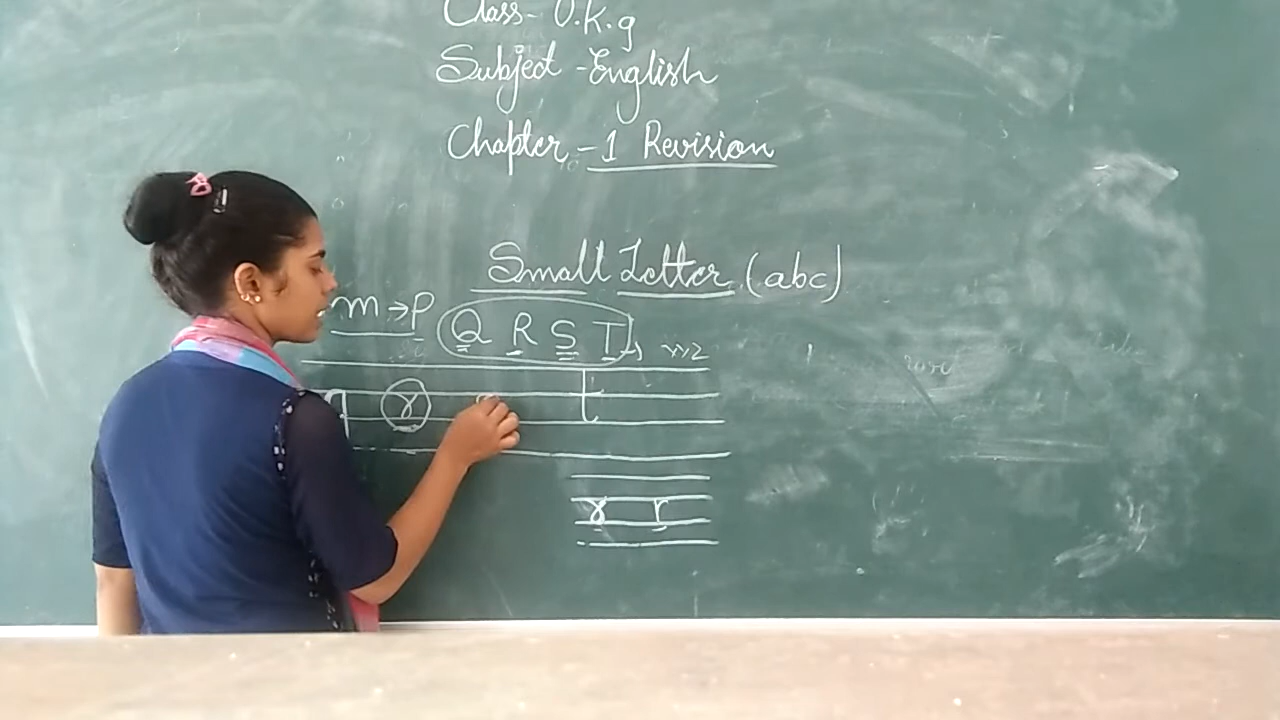 Class- U.K.g
Subject - English
Chapter - 1 Revision
Small Letter (abc)
m → p Q R S T
q r t
r r